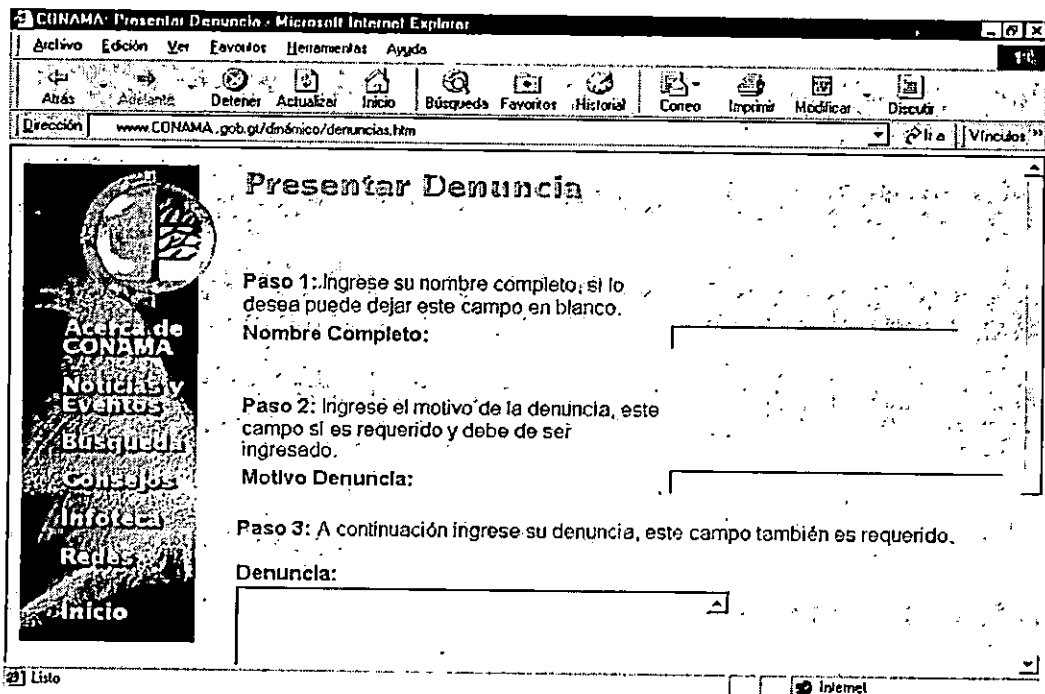 CONAMA: Presentar Denuncia - Microsoft Internet Explorer
Archivo Edición Ver Favoritos Herramientas Ayuda
Atrás Adelante Detener Actualizar Inicio Búsqueda Favoritos Historial Correo Imprimir Modificar Discutir
Dirección www.CONAMA.gob.gt/dinámico/denuncias.htm Ir a Vínculos »
Presentar Denuncia
Paso 1: Ingrese su nombre completo, si lo
desea puede dejar este campo en blanco.
Nombre Completo:
Paso 2: Ingrese el motivo de la denuncia, este
campo si es requerido y debe de ser
ingresado.
Motivo Denuncia:
Paso 3: A continuación ingrese su denuncia, este campo también es requerido.
Denuncia:
Acerca de
CONAMA
Noticias y
Eventos
Búsqueda
Consejos
Infoteca
Redes
Inicio
Listo Internet